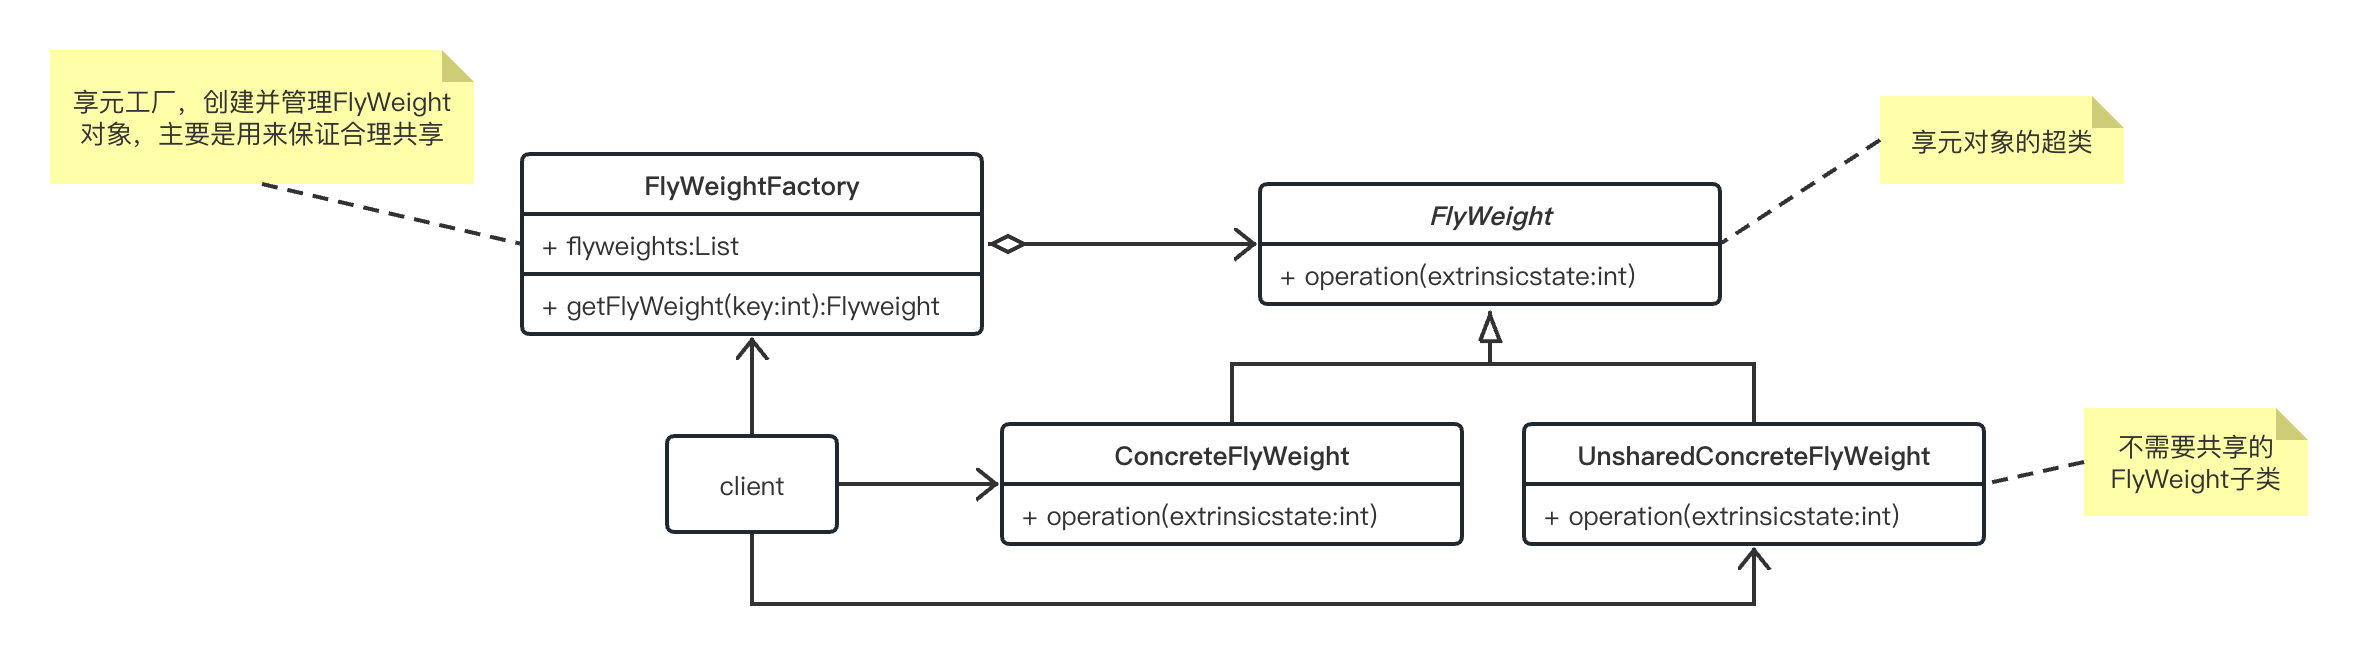 享元工厂，创建并管理FlyWeight
对象，主要是用来保证合理共享
享元对象的超类
FlyWeightFactory
+ flyweights:List
+ getFlyWeight(key:int):Flyweight
FlyWeight
+ operation(extrinsicstate:int)
client
ConcreteFlyWeight
+ operation(extrinsicstate:int)
UnsharedConcreteFlyWeight
+ operation(extrinsicstate:int)
不需要共享的
FlyWeight子类